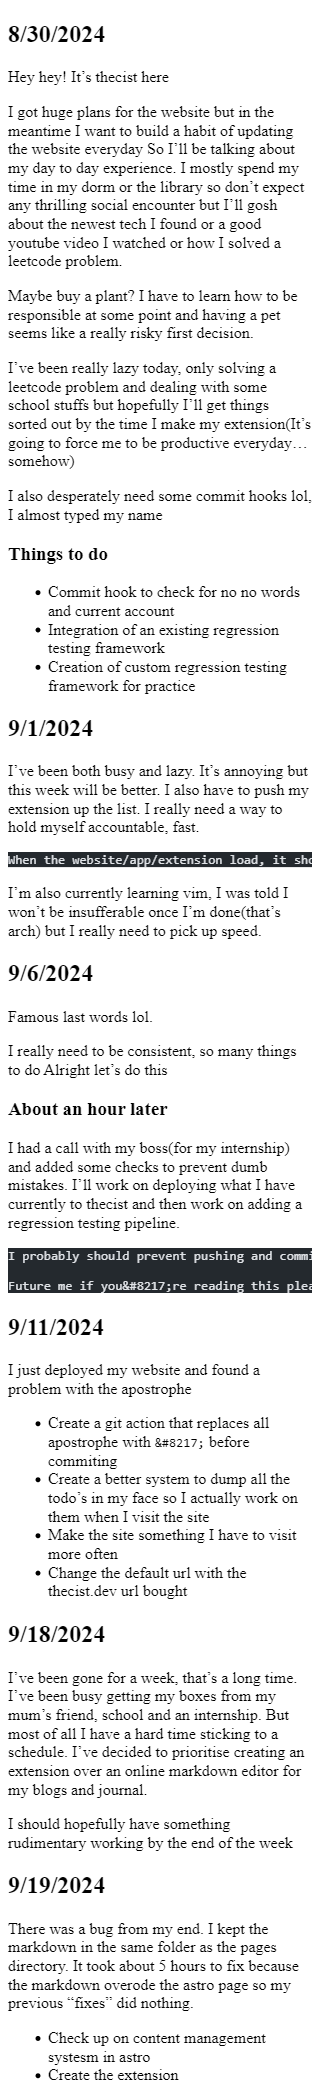 8/30/2024
Hey hey! It’s thecist here
I got huge plans for the website but in the
meantime I want to build a habit of updating
the website everyday So I’ll be talking about
my day to day experience. I mostly spend my
time in my dorm or the library so don’t expect
any thrilling social encounter but I’ll gosh
about the newest tech I found or a good
youtube video I watched or how I solved a
leetcode problem.
Maybe buy a plant? I have to learn how to be
responsible at some point and having a pet
seems like a really risky first decision.
I’ve been really lazy today, only solving a
leetcode problem and dealing with some
school stuffs but hopefully I’ll get things
sorted out by the time I make my extension(It’s
going to force me to be productive everyday…
somehow)
I also desperately need some commit hooks lol,
I almost typed my name
Things to do
• Commit hook to check for no no words
and current account
• Integration of an existing regression
testing framework
• Creation of custom regression testing
framework for practice
9/1/2024
I’ve been both busy and lazy. It’s annoying but
this week will be better. I also have to push my
extension up the list. I really need a way to
hold myself accountable, fast.
When the website/app/extension load, it sho
I’m also currently learning vim, I was told I
won’t be insufferable once I’m done(that’s
arch) but I really need to pick up speed.
9/6/2024
Famous last words lol.
I really need to be consistent, so many things
to do Alright let’s do this
About an hour later
I had a call with my boss(for my internship)
and added some checks to prevent dumb
mistakes. I’ll work on deploying what I have
currently to thecist and then work on adding a
regression testing pipeline.
I probably should prevent pushing and commi
Future me if you&#8217;re reading this plea
9/11/2024
I just deployed my website and found a
problem with the apostrophe
• Create a git action that replaces all
apostrophe with &#8217; before
commiting
• Create a better system to dump all the
todo’s in my face so I actually work on
them when I visit the site
• Make the site something I have to visit
more often
• Change the default url with the
thecist.dev url bought
9/18/2024
I’ve been gone for a week, that’s a long time.
I’ve been busy getting my boxes from my
mum’s friend, school and an internship. But
most of all I have a hard time sticking to a
schedule. I’ve decided to prioritise creating an
extension over an online markdown editor for
my blogs and journal.
I should hopefully have something
rudimentary working by the end of the week
9/19/2024
There was a bug from my end. I kept the
markdown in the same folder as the pages
directory. It took about 5 hours to fix because
the markdown overode the astro page so my
previous “fixes” did nothing.
• Check up on content management
systesm in astro
• Create the extension